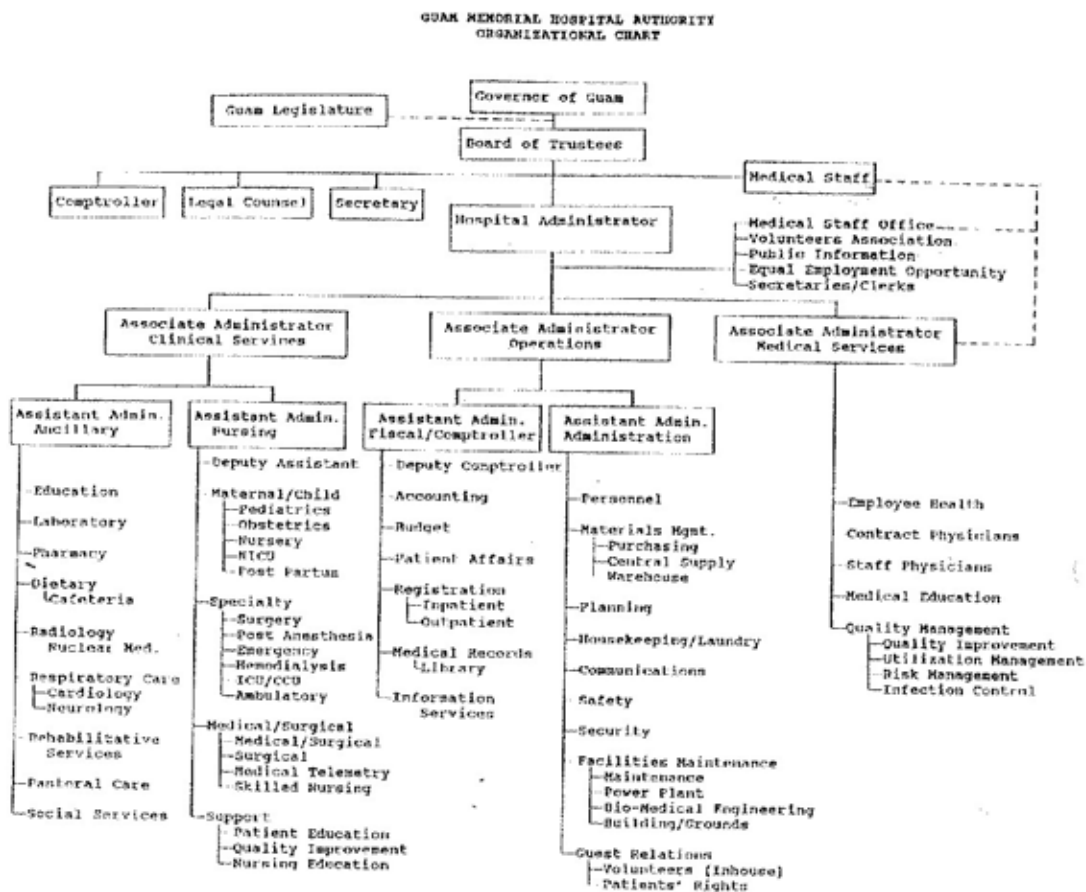 GUAM MEMORIAL HOSPITAL AUTHORITY
ORGANIZATIONAL CHART
Governor of Guam
Guam Legislature
Board of Trustees
Medical Staff
Comptroller
Legal Counsel
Secretary
Hospital Administrator
Medical Staff Office
Volunteers Association
Public Information
Equal Employment Opportunity
Secretaries/Clerks
Associate Administrator
Clinical Services
Associate Administrator
Operations
Associate Administrator
Medical Services
Assistant Admin.
Ancillary
Education
Laboratory
Pharmacy
Dietary
Cafeteria
Radiology
Nuclear Med.
Respiratory Care
Cardiology
Neurology
Rehabilitative
Services
Pastoral Care
Social Services
Assistant Admin.
Nursing
Deputy Assistant
Maternal/Child
Pediatrics
Obstetrics
Nursery
NICU
Post Partum
Specialty
Surgery
Post Anesthesia
Emergency
Hemodialysis
ICU/CCU
Ambulatory
Medical/Surgical
Medical/Surgical
Surgical
Medical Telemetry
Skilled Nursing
Support
Patient Education
Quality Improvement
Nursing Education
Assistant Admin.
Fiscal/Comptroller
Deputy Comptroller
Accounting
Budget
Patient Affairs
Registration
Inpatient
Outpatient
Medical Records
Library
Information
Services
Assistant Admin.
Administration
Personnel
Materials Mgmt.
Purchasing
Central Supply
Warehouse
Planning
Housekeeping/Laundry
Communications
Safety
Security
Facilities Maintenance
Maintenance
Power Plant
Bio-Medical Engineering
Building/Grounds
Guest Relations
Volunteers (Inhouse)
Patients' Rights
Employee Health
Contract Physicians
Staff Physicians
Medical Education
Quality Management
Quality Improvement
Utilization Management
Risk Management
Infection Control